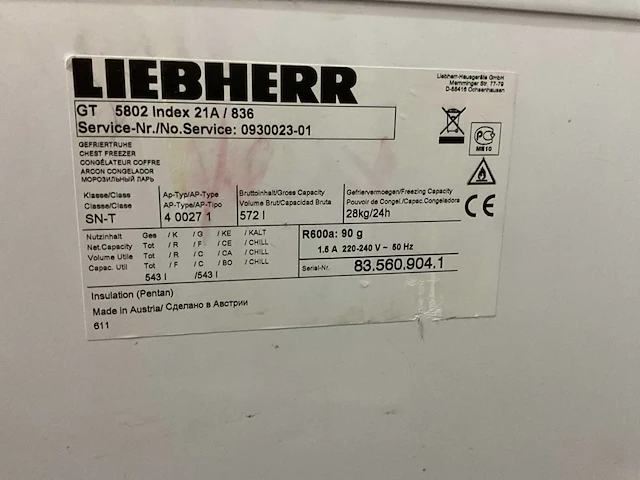 LIEBHERR
Liebherr-Hausgeräte GmbH
Memminger Str. 77-79
D-88416 Ochsenhausen
GT 5802 Index 21A / 836
Service-Nr./No.Service: 0930023-01
GEFRIERTRUHE
CHEST FREEZER
CONGÉLATEUR COFFRE
ARCON CONGELADOR
МОРОЗИЛЬНЫЙ ЛАРЬ
Klasse/Class
Classe/Classe
SN-T
Ap-Typ/AP-Type
AP-Type/AP-Tipo
4 0027 1
Bruttoinhalt/Gross Capacity
Volume Brut/Capacidad Bruta
572 l
Gefriervermoegen/Freezing Capacity
Pouvoir de Congel./Capac.Congeladora
28kg/24h
CE
Nutzinhalt Ges /K /G /KE /KALT
Net.Capacity Tot /R /F /CE /CHILL
Volume Utile Tot /R /C /CA /CHILL
Capac. Util Tot /F /C /BO /CHILL
543 l /543 l
R600a: 90 g
1.5 A 220-240 V ~ 50 Hz
Serial-Nr. 83.560.904.1
Insulation (Pentan)
Made in Austria/ Сделано в Австрии
611